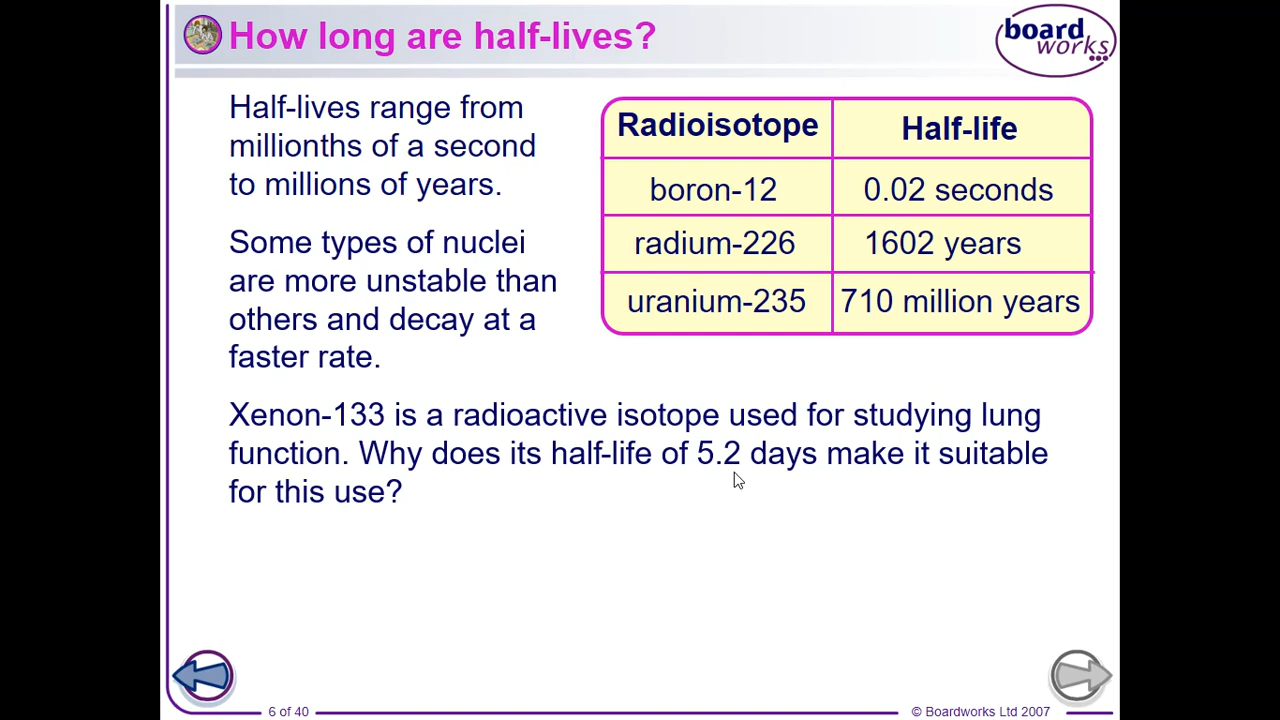 How long are half-lives?
board
works
Half-lives range from
millionths of a second
to millions of years.
Some types of nuclei
are more unstable than
others and decay at a
faster rate.
Radioisotope Half-life
boron-12 0.02 seconds
radium-226 1602 years
uranium-235 710 million years
Xenon-133 is a radioactive isotope used for studying lung
function. Why does its half-life of 5.2 days make it suitable
for this use?
6 of 40
© Boardworks Ltd 2007